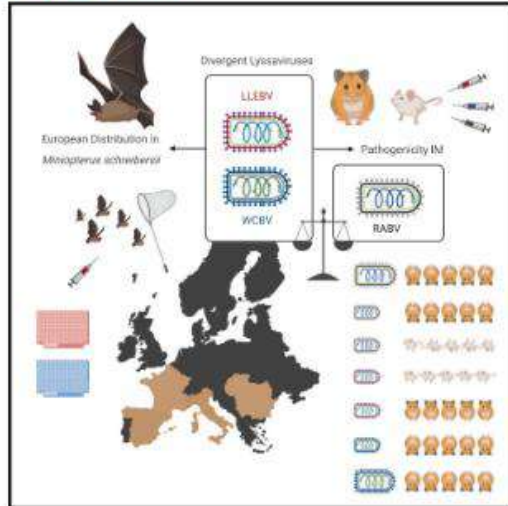 Divergent Lyssaviruses
LLEBV
European Distribution in
Miniopterus schreibersii
Pathogenicity IM
WCBV
RABV